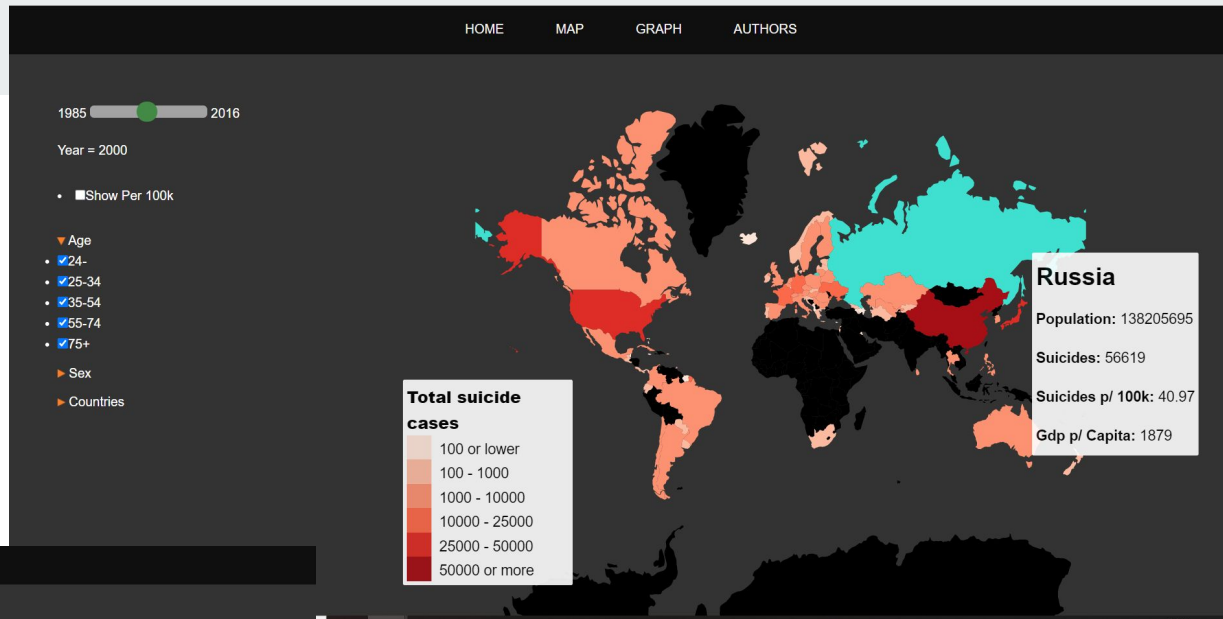 HOME MAP GRAPH AUTHORS
1985 2016
Year = 2000
Show Per 100k
Age
24-
25-34
35-54
55-74
75+
Sex
Countries
Total suicide
cases
100 or lower
100 - 1000
1000 - 10000
10000 - 25000
25000 - 50000
50000 or more
Russia
Population: 138205695
Suicides: 56619
Suicides p/ 100k: 40.97
Gdp p/ Capita: 1879